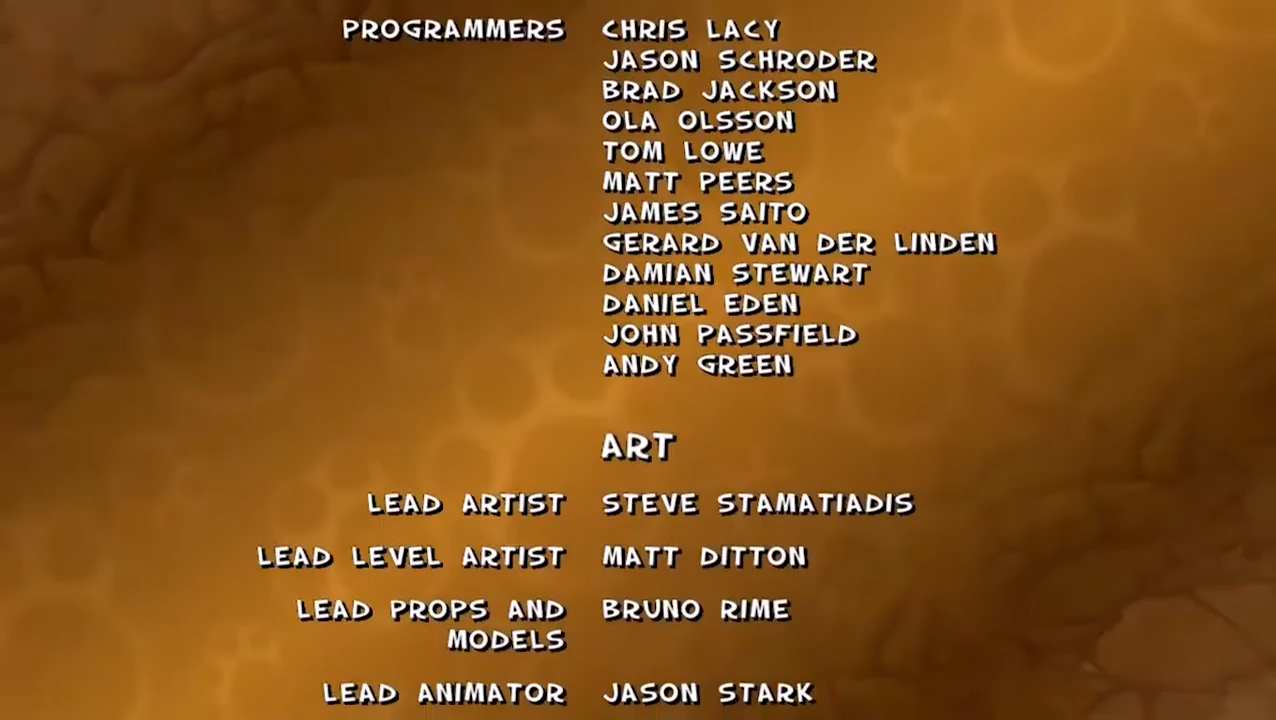 PROGRAMMERS CHRIS LACY
JASON SCHRODER
BRAD JACKSON
OLA OLSSON
TOM LOWE
MATT PEERS
JAMES SAITO
GERARD VAN DER LINDEN
DAMIAN STEWART
DANIEL EDEN
JOHN PASSFIELD
ANDY GREEN
ART
LEAD ARTIST STEVE STAMATIADIS
LEAD LEVEL ARTIST MATT DITTON
LEAD PROPS AND BRUNO RIME
MODELS
LEAD ANIMATOR JASON STARK